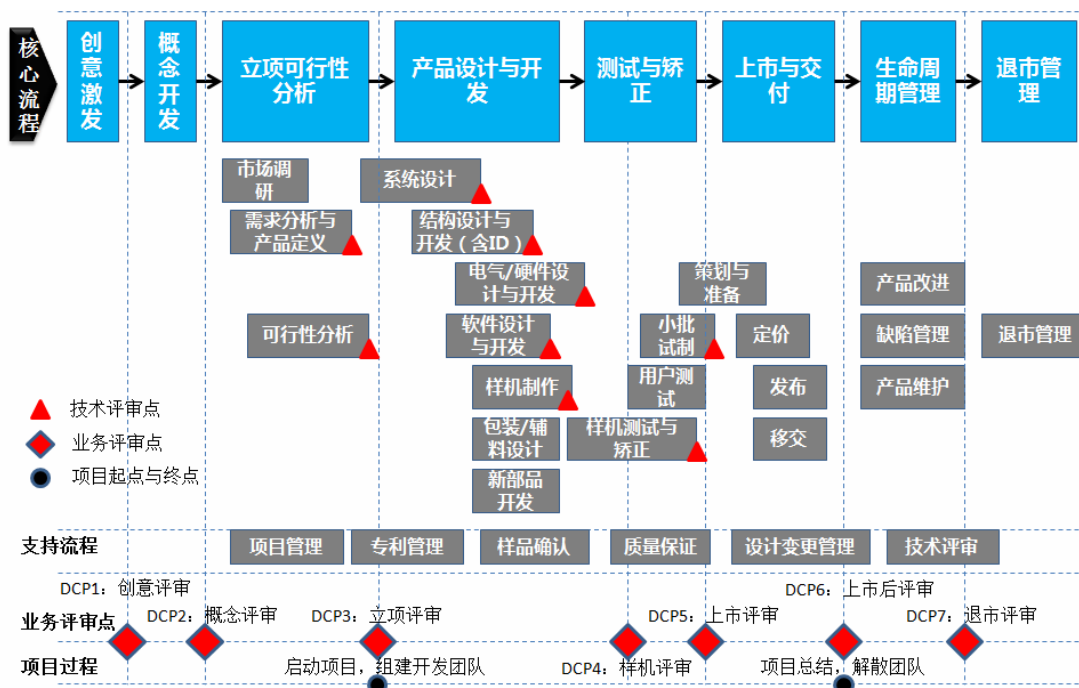 核心流程
创意激发
概念开发
立项可行性
分析
产品设计与开
发
测试与矫
正
上市与交
付
生命周
期管理
退市管
理
市场调
研
系统设计
需求分析与
产品定义
结构设计与
开发（含ID）
电气/硬件设
计与开发
策划与
准备
产品改进
可行性分析
软件设计
与开发
小批
试制
定价
缺陷管理
退市管理
样机制作
用户测
试
发布
产品维护
包装/辅
料设计
样机测试与
矫正
移交
新部品
开发
技术评审点
业务评审点
项目起点与终点
支持流程
项目管理
专利管理
样品确认
质量保证
设计变更管理
技术评审
DCP1：创意评审
DCP6：上市后评审
业务评审点
DCP2：概念评审
DCP3：立项评审
DCP5：上市评审
DCP7：退市评审
项目过程
启动项目，组建开发团队
DCP4：样机评审
项目总结，解散团队